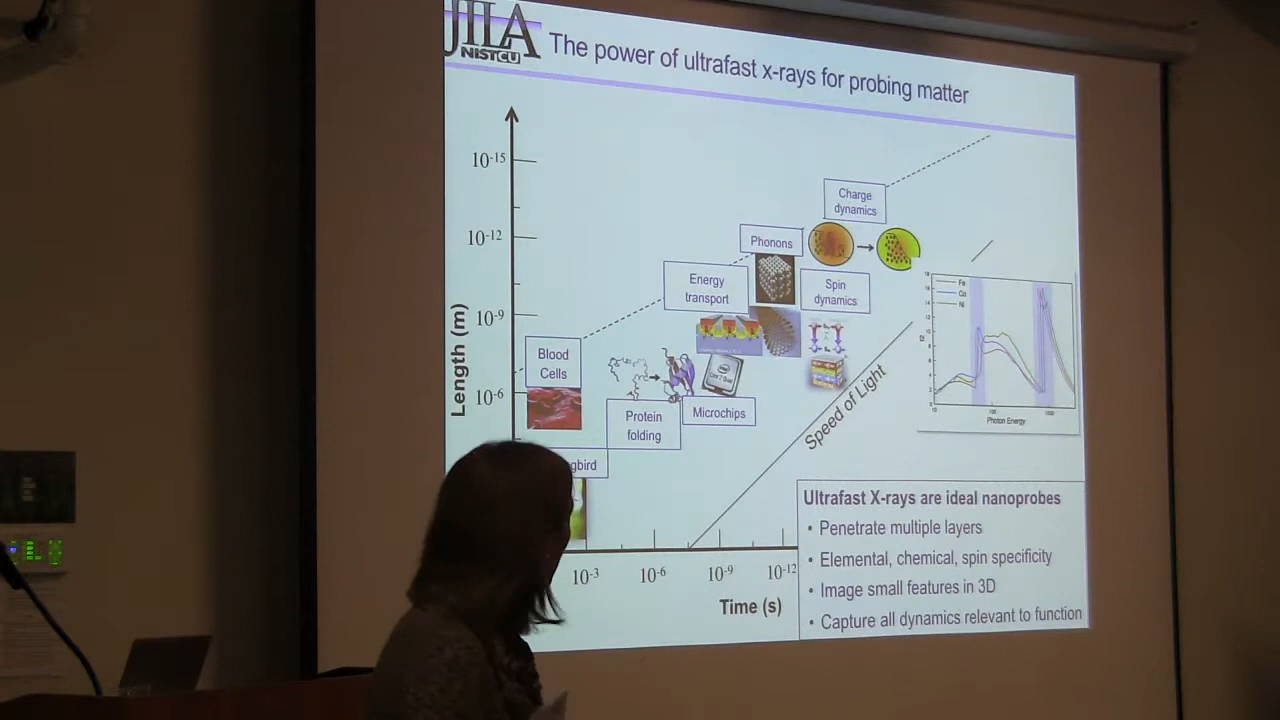 JILA
NIST CU
The power of ultrafast x-rays for probing matter
10-15
10-12
10-9
10-6
Length (m)
Charge
dynamics
Phonons
Energy
transport
Spin
dynamics
Blood
Cells
Protein
folding
Microchips
gbird
Speed of Light
Fe
Co
Ni
Photon Energy
10-3
10-6
10-9
10-12
Time (s)
Ultrafast X-rays are ideal nanoprobes
• Penetrate multiple layers
• Elemental, chemical, spin specificity
• Image small features in 3D
• Capture all dynamics relevant to function